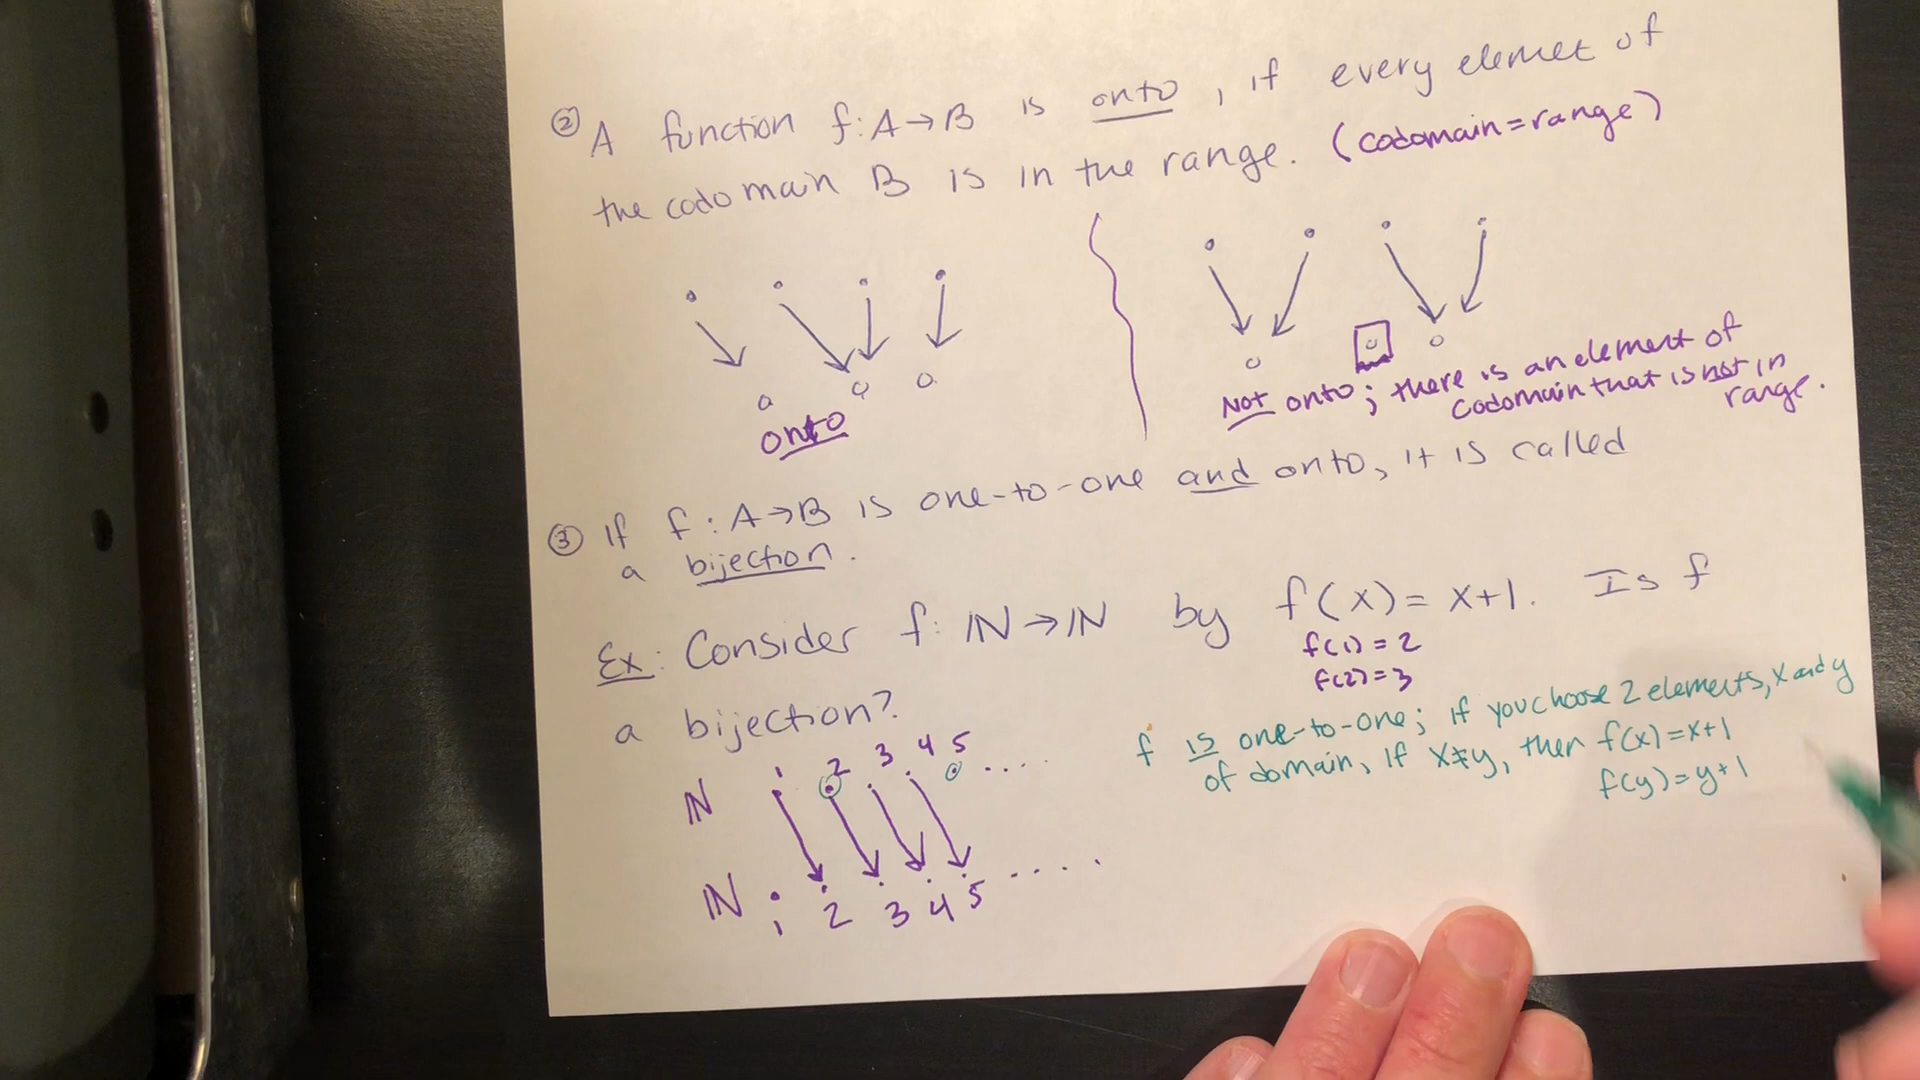 ② A function f: A→B is onto, if every elemet of
the codomain B is in the range. (codomain=range)
onto
Not onto; there is an element of
codomain that is not in
range.
③ If f: A→B is one-to-one and onto, it is called
a bijection.
Ex: Consider f: ℕ→ℕ by f(x)= x+1. Is f
f(1)=2
f(2)=3
a bijection?
f is one-to-one; if you choose 2 elements, x and y
of domain, if x≠y, then f(x)=x+1
f(y)=y+1
ℕ 1 2 3 4 5 ....
ℕ 1 2 3 4 5 ....